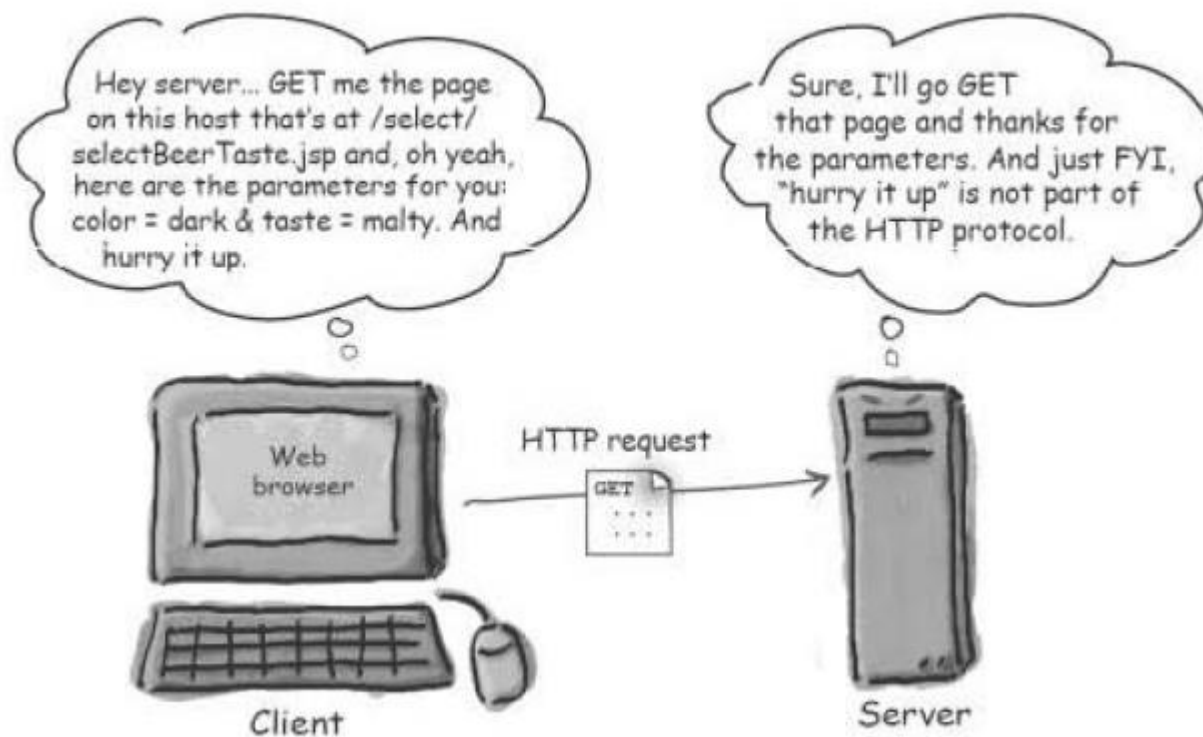 Hey server... GET me the page
on this host that's at /select/
selectBeerTaste.jsp and, oh yeah,
here are the parameters for you:
color = dark & taste = malty. And
hurry it up.
Sure, I'll go GET
that page and thanks for
the parameters. And just FYI,
“hurry it up” is not part of
the HTTP protocol.
Web
browser
HTTP request
GET
Client
Server